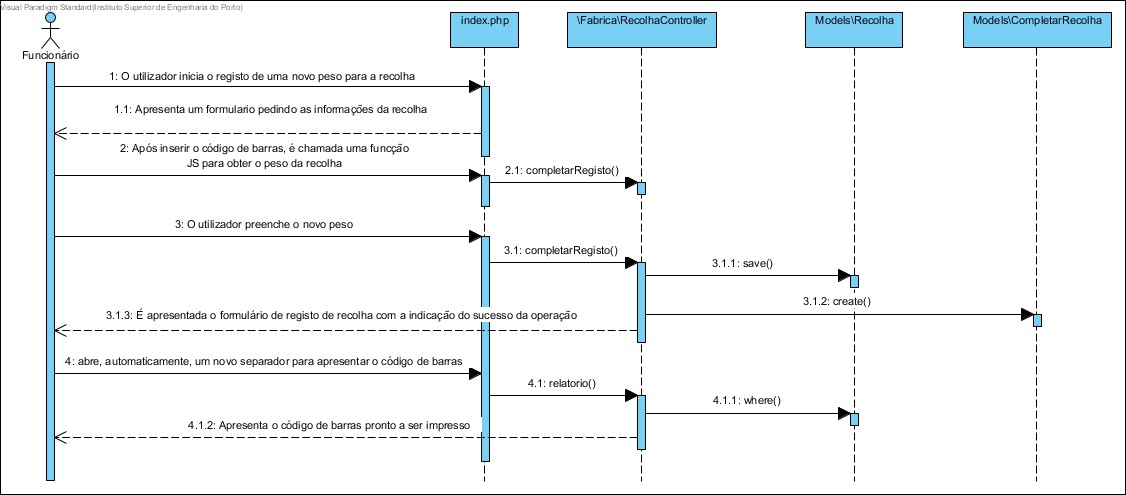 Visual Paradigm Standard(Instituto Superior de Engenharia do Porto)
Funcionário
index.php
\Fabrica\RecolhaController
Models\Recolha
Models\CompletarRecolha
1: O utilizador inicia o registo de uma novo peso para a recolha
1.1: Apresenta um formulario pedindo as informações da recolha
2: Após inserir o código de barras, é chamada uma funcção
JS para obter o peso da recolha
2.1: completarRegisto()
3: O utilizador preenche o novo peso
3.1: completarRegisto()
3.1.1: save()
3.1.2: create()
3.1.3: É apresentada o formulário de registo de recolha com a indicação do sucesso da operação
4: abre, automaticamente, um novo separador para apresentar o código de barras
4.1: relatorio()
4.1.1: where()
4.1.2: Apresenta o código de barras pronto a ser impresso